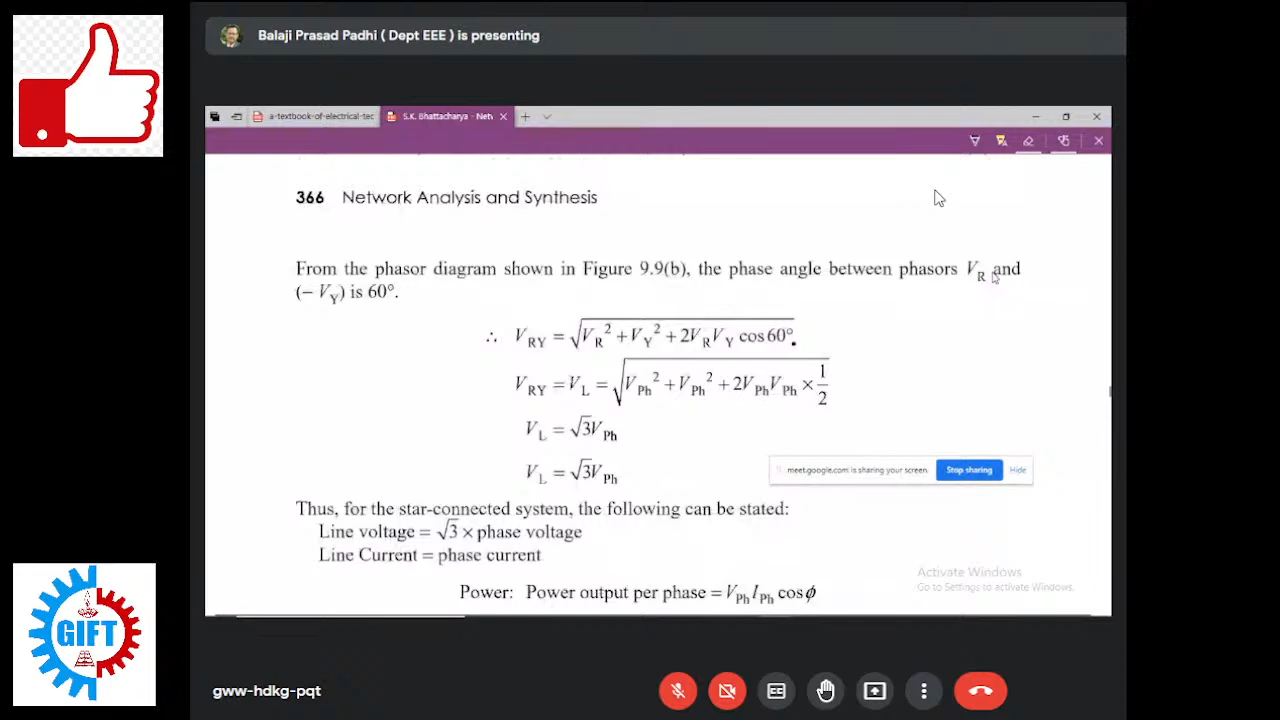 Balaji Prasad Padhi ( Dept EEE ) is presenting
a-textbook-of-electrical-tec
S.K. Bhattacharya - Netv
366 Network Analysis and Synthesis
From the phasor diagram shown in Figure 9.9(b), the phase angle between phasors V_R and
(− V_Y) is 60°.
∴ V_RY = √(V_R² + V_Y² + 2V_R V_Y cos 60°.)
V_RY = V_L = √(V_Ph² + V_Ph² + 2V_Ph V_Ph × 1/2)
V_L = √3 V_Ph
V_L = √3 V_Ph
meet.google.com is sharing your screen. Stop sharing Hide
Thus, for the star-connected system, the following can be stated:
Line voltage = √3 × phase voltage
Line Current = phase current
Activate Windows
Go to Settings to activate Windows.
Power: Power output per phase = V_Ph I_Ph cos ϕ
GIFT
gww-hdkg-pqt
CC